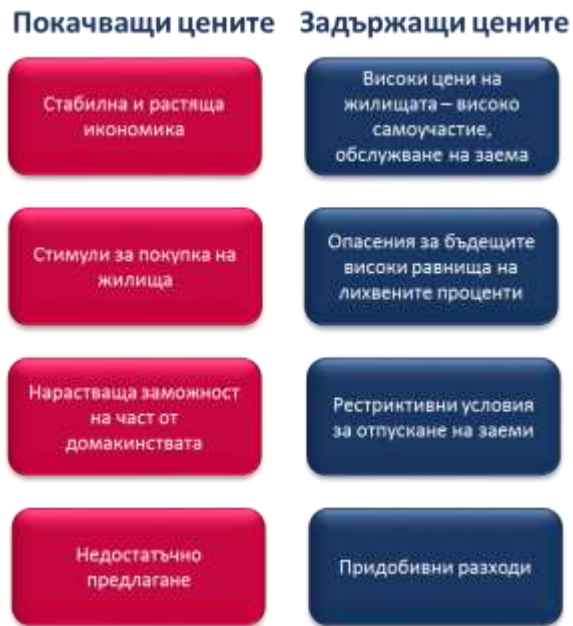 Покачващи цените
Задържащи цените
Стабилна и растяща
икономика
Високи цени на
жилищата – високо
самоучастие,
обслужване на заема
Стимули за покупка на
жилища
Опасения за бъдещите
високи равнища на
лихвените проценти
Нарастваща заможност
на част от
домакинствата
Рестриктивни условия
за отпускане на заеми
Недостатъчно
предлагане
Придобивни разходи